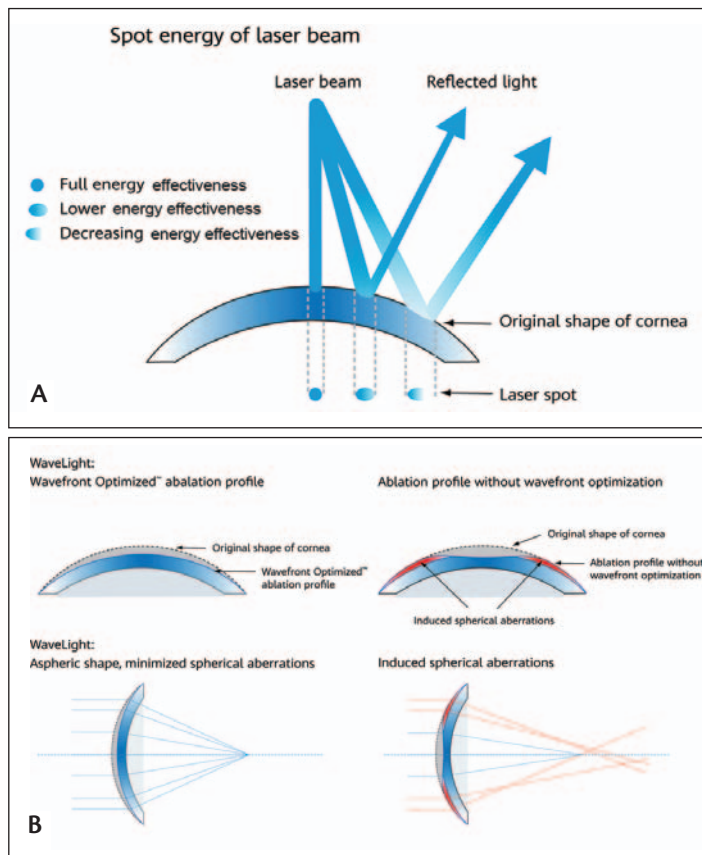 Spot energy of laser beam
Laser beam
Reflected light
Full energy effectiveness
Lower energy effectiveness
Decreasing energy effectiveness
Original shape of cornea
Laser spot
A
WaveLight:
Wavefront Optimized™ abalation profile
Ablation profile without wavefront optimization
Original shape of cornea
Wavefront Optimized™
ablation profile
Original shape of cornea
Ablation profile without
wavefront optimization
Induced spherical aberrations
WaveLight:
Aspheric shape, minimized spherical aberrations
Induced spherical aberrations
B